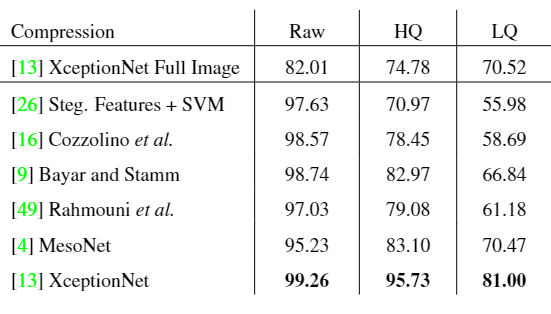 Compression Raw HQ LQ
[13] XceptionNet Full Image 82.01 74.78 70.52
[26] Steg. Features + SVM 97.63 70.97 55.98
[16] Cozzolino et al. 98.57 78.45 58.69
[9] Bayar and Stamm 98.74 82.97 66.84
[49] Rahmouni et al. 97.03 79.08 61.18
[4] MesoNet 95.23 83.10 70.47
[13] XceptionNet 99.26 95.73 81.00